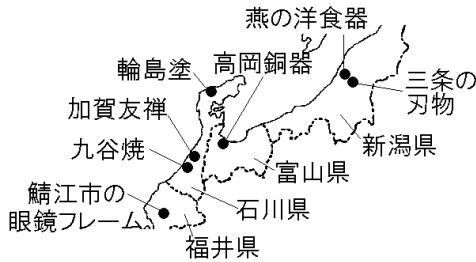 燕の洋食器
輪島塗
高岡銅器
三条の
刃物
加賀友禅
九谷焼
新潟県
富山県
鯖江市の
眼鏡フレーム
石川県
福井県